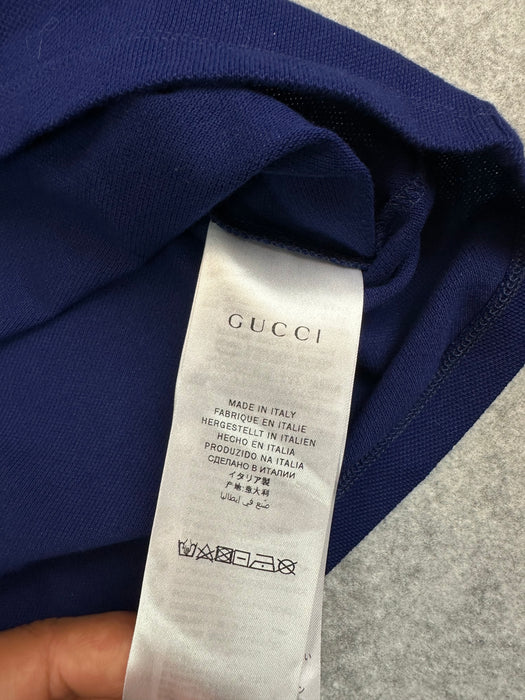 GUCCI
MADE IN ITALY
FABRIQUE EN ITALIE
HERGESTELLT IN ITALIEN
HECHO EN ITALIA
PRODUZIDO NA ITALIA
СДЕЛАНО В ИТАЛИИ
イタリア製
产地:意大利
صنع في إيطاليا
い